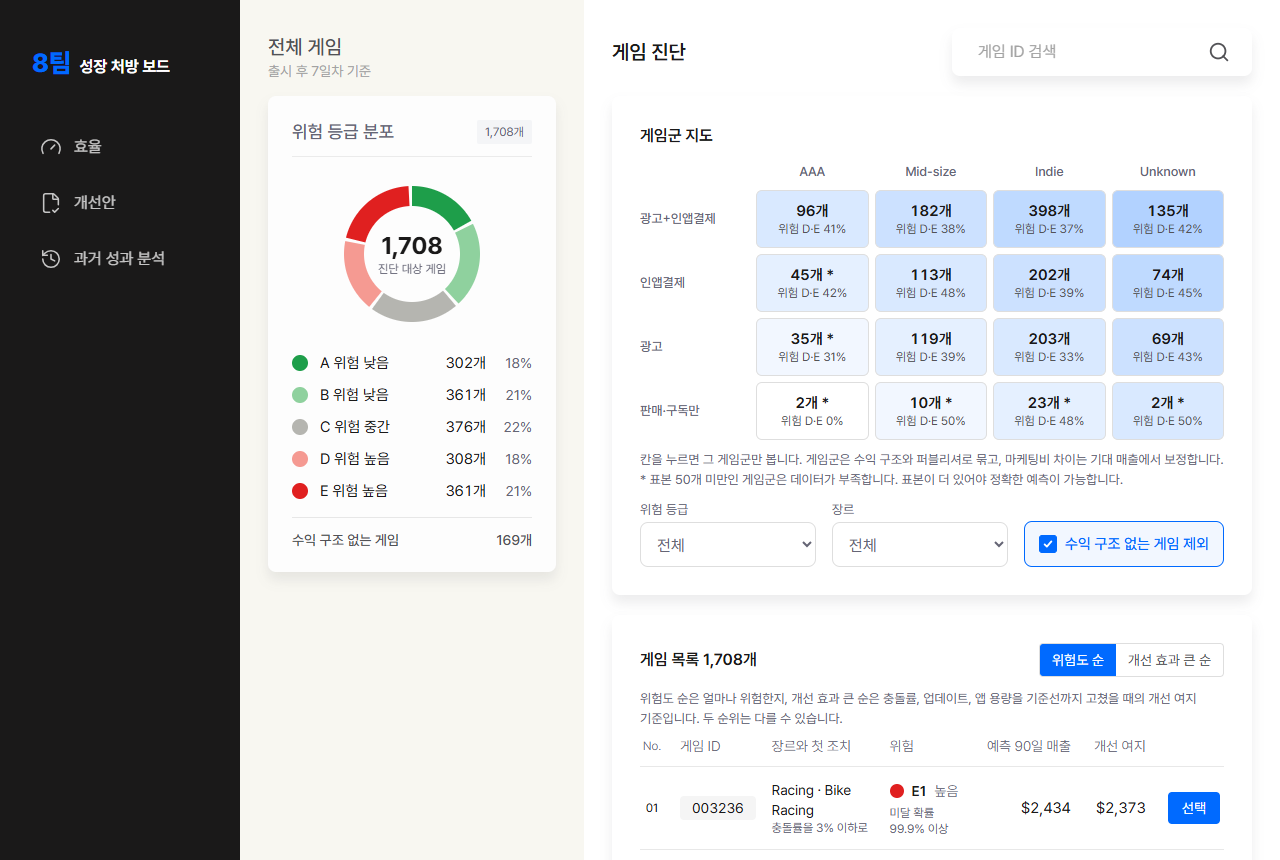 8팀 성장 처방 보드
효율
개선안
과거 성과 분석
전체 게임
출시 후 7일차 기준
위험 등급 분포 1,708개
1,708
진단 대상 게임
A 위험 낮음 302개 18%
B 위험 낮음 361개 21%
C 위험 중간 376개 22%
D 위험 높음 308개 18%
E 위험 높음 361개 21%
수익 구조 없는 게임 169개
게임 진단
게임 ID 검색
게임군 지도
AAA Mid-size Indie Unknown
광고+인앱결제 96개 182개 398개 135개
위험 D·E 41% 위험 D·E 38% 위험 D·E 37% 위험 D·E 42%
인앱결제 45개 * 113개 202개 74개
위험 D·E 42% 위험 D·E 48% 위험 D·E 39% 위험 D·E 45%
광고 35개 * 119개 203개 69개
위험 D·E 31% 위험 D·E 39% 위험 D·E 33% 위험 D·E 43%
판매·구독만 2개 * 10개 * 23개 * 2개 *
위험 D·E 0% 위험 D·E 50% 위험 D·E 48% 위험 D·E 50%
칸을 누르면 그 게임군만 봅니다. 게임군은 수익 구조와 퍼블리셔로 묶고, 마케팅비 차이는 기대 매출에서 보정합니다.
* 표본 50개 미만인 게임군은 데이터가 부족합니다. 표본이 더 있어야 정확한 예측이 가능합니다.
위험 등급 장르
전체 전체 수익 구조 없는 게임 제외
게임 목록 1,708개 위험도 순 개선 효과 큰 순
위험도 순은 얼마나 위험한지, 개선 효과 큰 순은 충돌률, 업데이트, 앱 용량을 기준선까지 고쳤을 때의 개선 여지
기준입니다. 두 순위는 다를 수 있습니다.
No. 게임 ID 장르와 첫 조치 위험 예측 90일 매출 개선 여지
01 003236 Racing · Bike Racing E1 높음 $2,434 $2,373 선택
충돌률을 3% 이하로 미달 확률
99.9% 이상